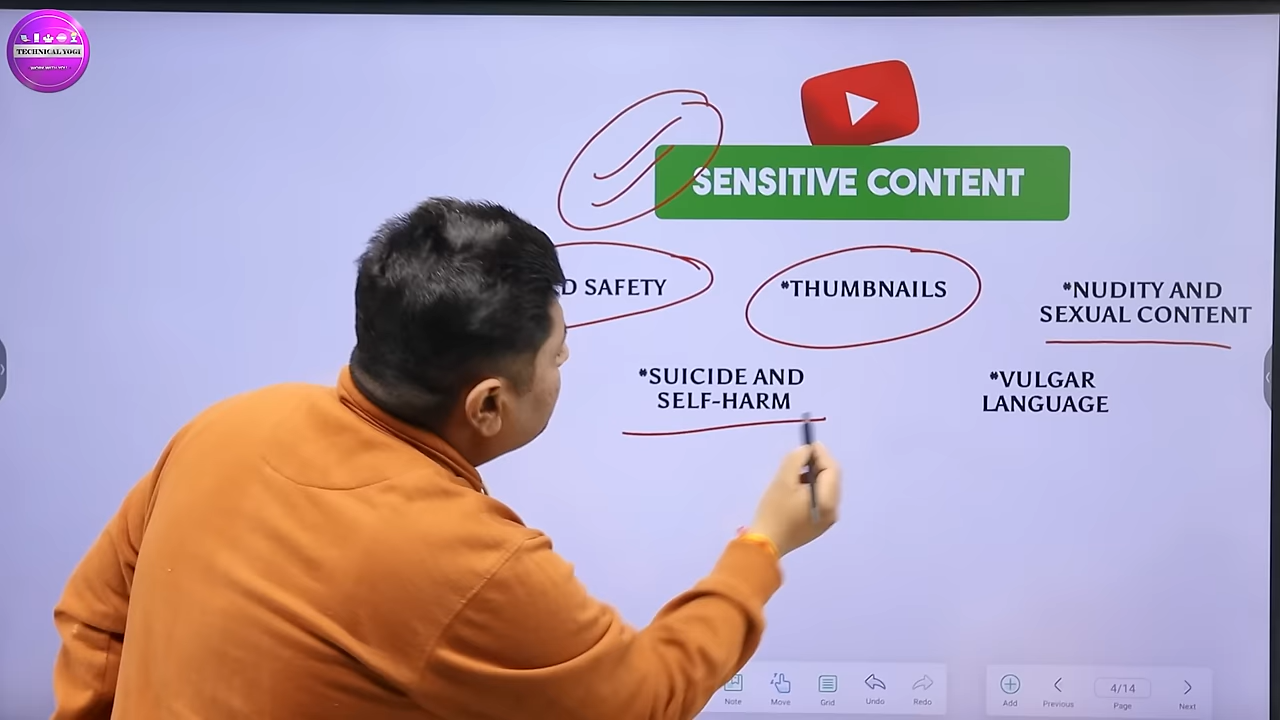 TECHNICAL YOGI
SENSITIVE CONTENT
D SAFETY
*THUMBNAILS
*NUDITY AND
SEXUAL CONTENT
*SUICIDE AND
SELF-HARM
*VULGAR
LANGUAGE
Note
Move
Grid
Undo
Redo
Add
Previous
4/14
Page
Next